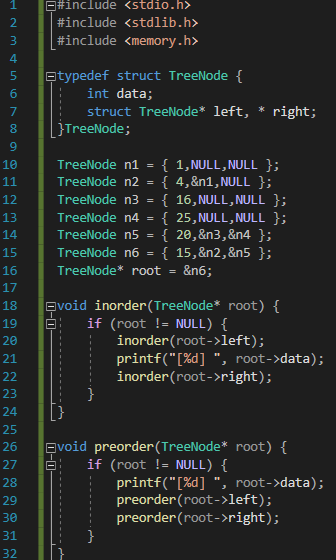 1 #include <stdio.h>
2 #include <stdlib.h>
3 #include <memory.h>
4
5 typedef struct TreeNode {
6 int data;
7 struct TreeNode* left, * right;
8 }TreeNode;
9
10 TreeNode n1 = { 1,NULL,NULL };
11 TreeNode n2 = { 4,&n1,NULL };
12 TreeNode n3 = { 16,NULL,NULL };
13 TreeNode n4 = { 25,NULL,NULL };
14 TreeNode n5 = { 20,&n3,&n4 };
15 TreeNode n6 = { 15,&n2,&n5 };
16 TreeNode* root = &n6;
17
18 void inorder(TreeNode* root) {
19 if (root != NULL) {
20 inorder(root->left);
21 printf("[%d] ", root->data);
22 inorder(root->right);
23 }
24 }
25
26 void preorder(TreeNode* root) {
27 if (root != NULL) {
28 printf("[%d] ", root->data);
29 preorder(root->left);
30 preorder(root->right);
31 }
32 }